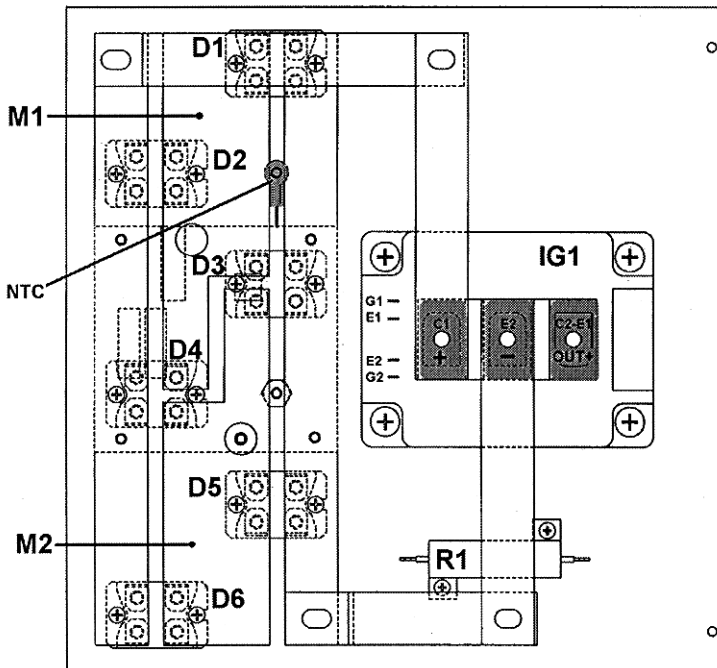 D1
M1
D2
IG1
D3
NTC
G1
E1
C1
+
E2
−
C2-E1
OUT+
E2
G2
D4
D5
M2
R1
D6